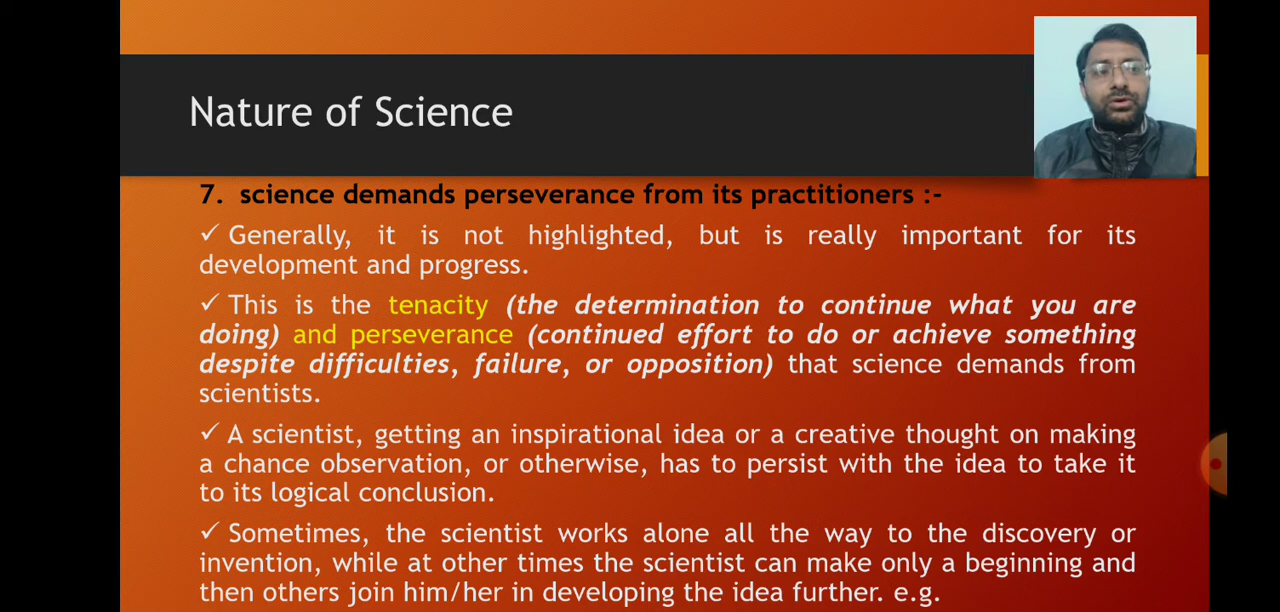 Nature of Science
7. science demands perseverance from its practitioners :-
✓ Generally, it is not highlighted, but is really important for its
development and progress.
✓ This is the tenacity (the determination to continue what you are
doing) and perseverance (continued effort to do or achieve something
despite difficulties, failure, or opposition) that science demands from
scientists.
✓ A scientist, getting an inspirational idea or a creative thought on making
a chance observation, or otherwise, has to persist with the idea to take it
to its logical conclusion.
✓ Sometimes, the scientist works alone all the way to the discovery or
invention, while at other times the scientist can make only a beginning and
then others join him/her in developing the idea further. e.g.